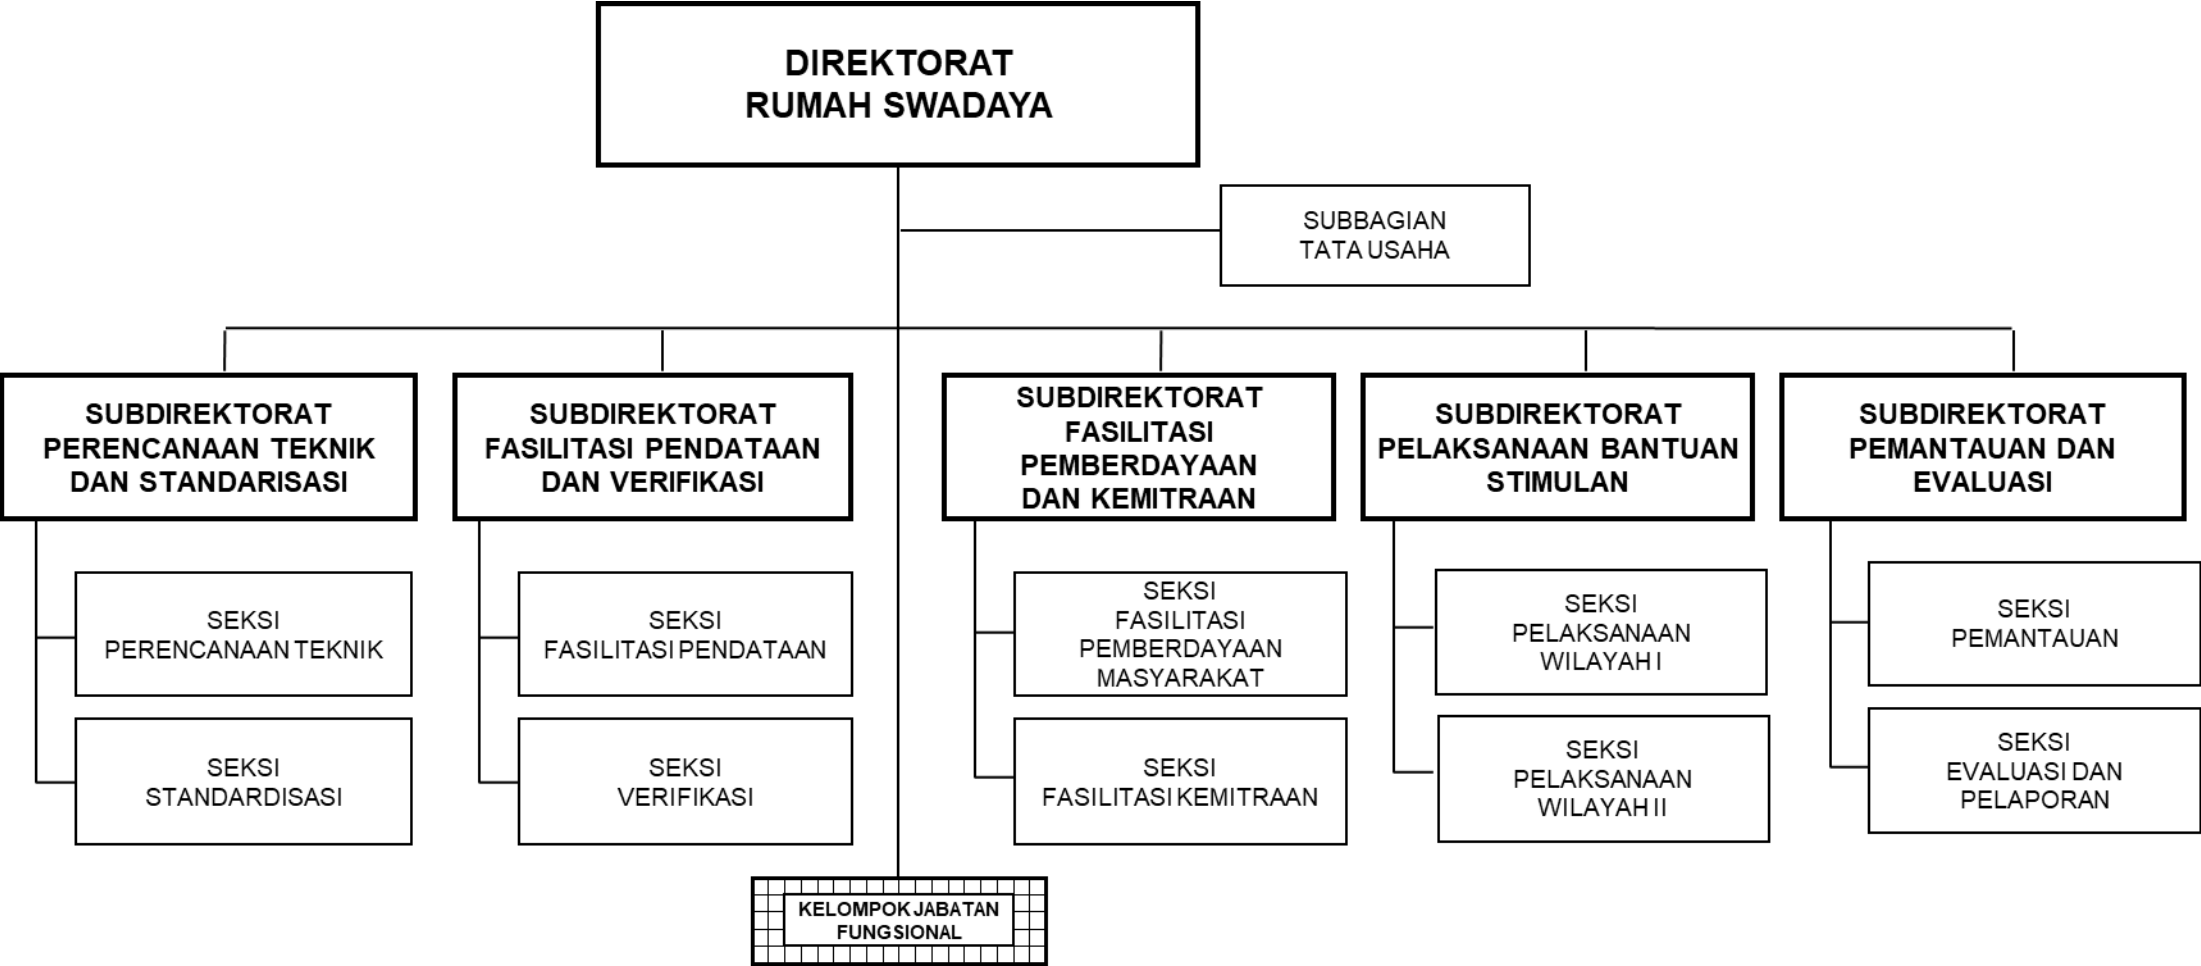 DIREKTORAT
RUMAH SWADAYA
SUBBAGIAN
TATA USAHA
SUBDIREKTORAT
PERENCANAAN TEKNIK
DAN STANDARISASI
SUBDIREKTORAT
FASILITASI PENDATAAN
DAN VERIFIKASI
SUBDIREKTORAT
FASILITASI
PEMBERDAYAAN
DAN KEMITRAAN
SUBDIREKTORAT
PELAKSANAAN BANTUAN
STIMULAN
SUBDIREKTORAT
PEMANTAUAN DAN
EVALUASI
SEKSI
PERENCANAAN TEKNIK
SEKSI
FASILITASI PENDATAAN
SEKSI
FASILITASI
PEMBERDAYAAN
MASYARAKAT
SEKSI
PELAKSANAAN
WILAYAH I
SEKSI
PEMANTAUAN
SEKSI
STANDARDISASI
SEKSI
VERIFIKASI
SEKSI
FASILITASI KEMITRAAN
SEKSI
PELAKSANAAN
WILAYAH II
SEKSI
EVALUASI DAN
PELAPORAN
KELOMPOK JABATAN
FUNGSIONAL